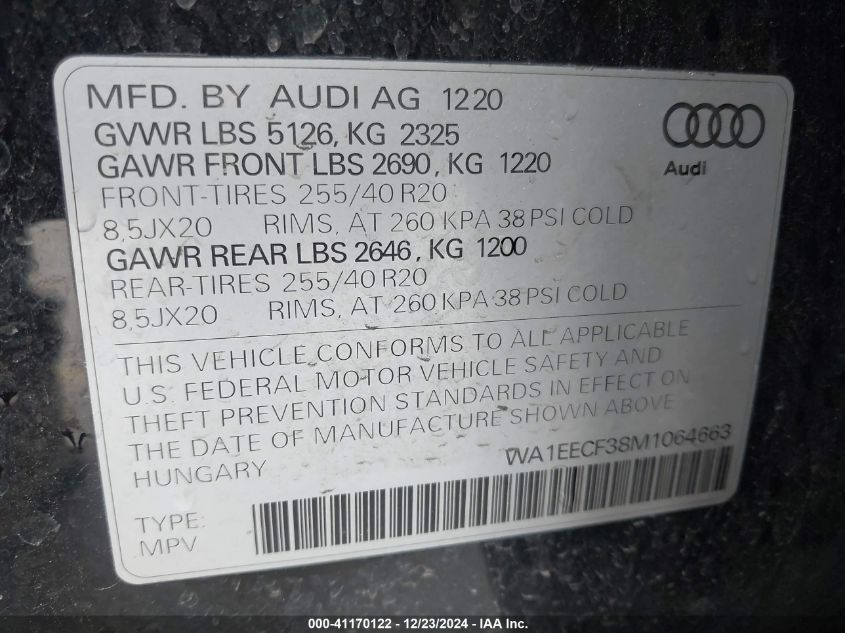 MFD. BY AUDI AG 1220
GVWR LBS 5126, KG 2325
GAWR FRONT LBS 2690, KG 1220
FRONT-TIRES 255/40 R20
8,5JX20 RIMS, AT 260 KPA 38 PSI COLD
GAWR REAR LBS 2646, KG 1200
REAR-TIRES 255/40 R20
8,5JX20 RIMS, AT 260 KPA 38 PSI COLD
Audi
THIS VEHICLE CONFORMS TO ALL APPLICABLE
U.S. FEDERAL MOTOR VEHICLE SAFETY AND
THEFT PREVENTION STANDARDS IN EFFECT ON
THE DATE OF MANUFACTURE SHOWN ABOVE
HUNGARY
WA1EECF38M1064663
TYPE:
MPV
000-41170122 - 12/23/2024 - IAA Inc.